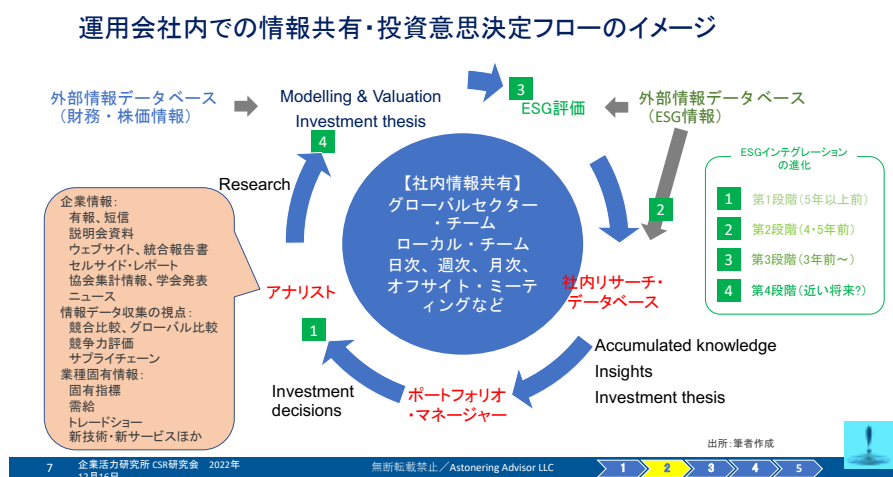 運用会社内での情報共有・投資意思決定フローのイメージ
外部情報データベース
（財務・株価情報）
Modelling & Valuation
Investment thesis
4
3
ESG評価
外部情報データベース
（ESG情報）
2
ESGインテグレーション
の進化
1 第1段階（5年以上前）
2 第2段階（4・5年前）
3 第3段階（3年前～）
4 第4段階（近い将来?）
Research
【社内情報共有】
グローバルセクター
・チーム
ローカル・チーム
日次、週次、月次、
オフサイト・ミーテ
ィングなど
企業情報：
有報、短信
説明会資料
ウェブサイト、統合報告書
セルサイド・レポート
協会集計情報、学会発表
ニュース
情報データ収集の視点：
競合比較、グローバル比較
競争力評価
サプライチェーン
業種固有情報：
固有指標
需給
トレードショー
新技術・新サービスほか
アナリスト
1
社内リサーチ・
データベース
Accumulated knowledge
Insights
Investment thesis
Investment
decisions
ポートフォリオ
・マネージャー
出所：筆者作成
7
企業活力研究所 CSR研究会 2022年
12月16日
無断転載禁止／Astonering Advisor LLC
1 2 3 4 5